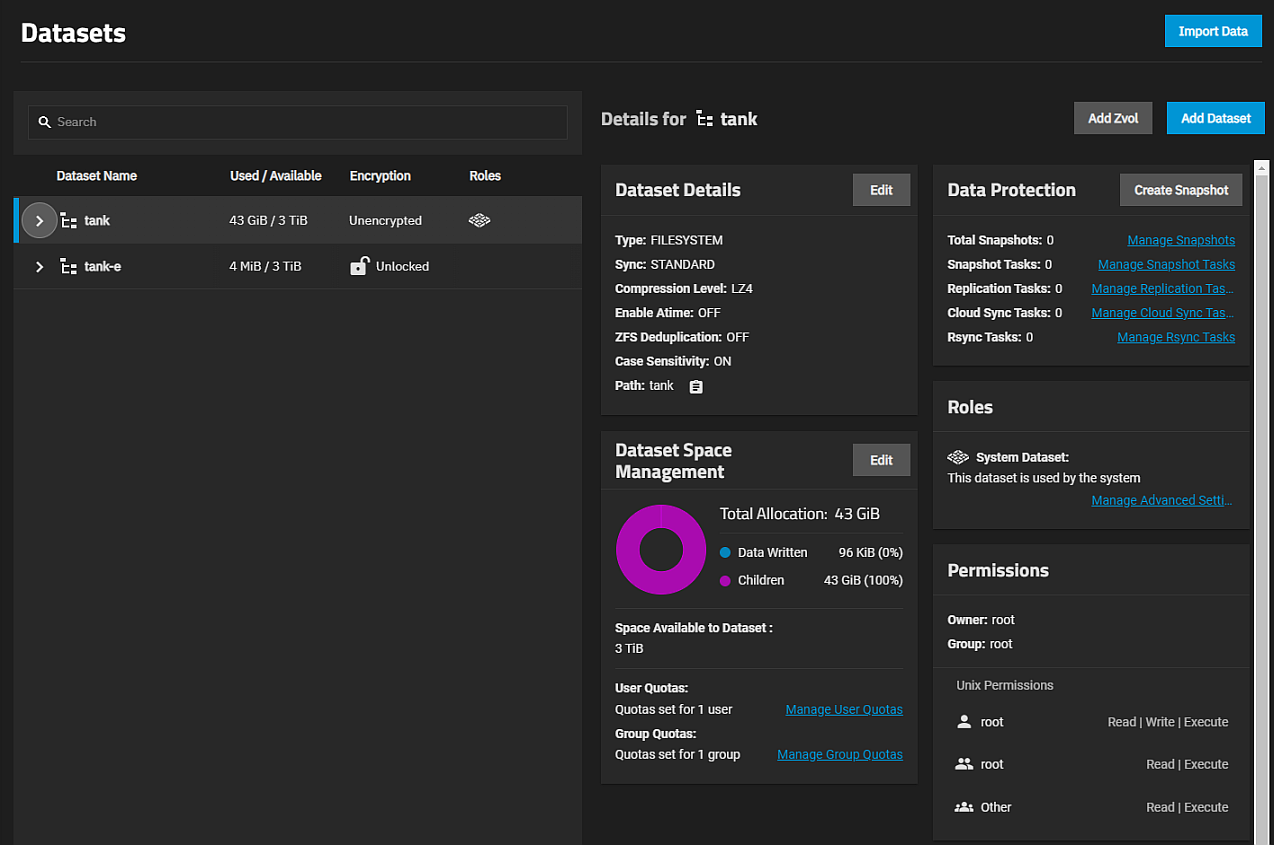 Datasets
Import Data
Search
Details for tank
Add Zvol
Add Dataset
Dataset Name Used / Available Encryption Roles
tank 43 GiB / 3 TiB Unencrypted
tank-e 4 MiB / 3 TiB Unlocked
Dataset Details
Edit
Type: FILESYSTEM
Sync: STANDARD
Compression Level: LZ4
Enable Atime: OFF
ZFS Deduplication: OFF
Case Sensitivity: ON
Path: tank
Dataset Space
Management
Edit
Total Allocation: 43 GiB
Data Written 96 KiB (0%)
Children 43 GiB (100%)
Space Available to Dataset :
3 TiB
User Quotas:
Quotas set for 1 user Manage User Quotas
Group Quotas:
Quotas set for 1 group Manage Group Quotas
Data Protection
Create Snapshot
Total Snapshots: 0 Manage Snapshots
Snapshot Tasks: 0 Manage Snapshot Tasks
Replication Tasks: 0 Manage Replication Tas...
Cloud Sync Tasks: 0 Manage Cloud Sync Tas...
Rsync Tasks: 0 Manage Rsync Tasks
Roles
System Dataset:
This dataset is used by the system
Manage Advanced Setti...
Permissions
Owner: root
Group: root
Unix Permissions
root Read | Write | Execute
root Read | Execute
Other Read | Execute